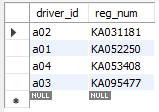 driver_id reg_num
a02 KA031181
a01 KA052250
a04 KA053408
a03 KA095477
NULL NULL